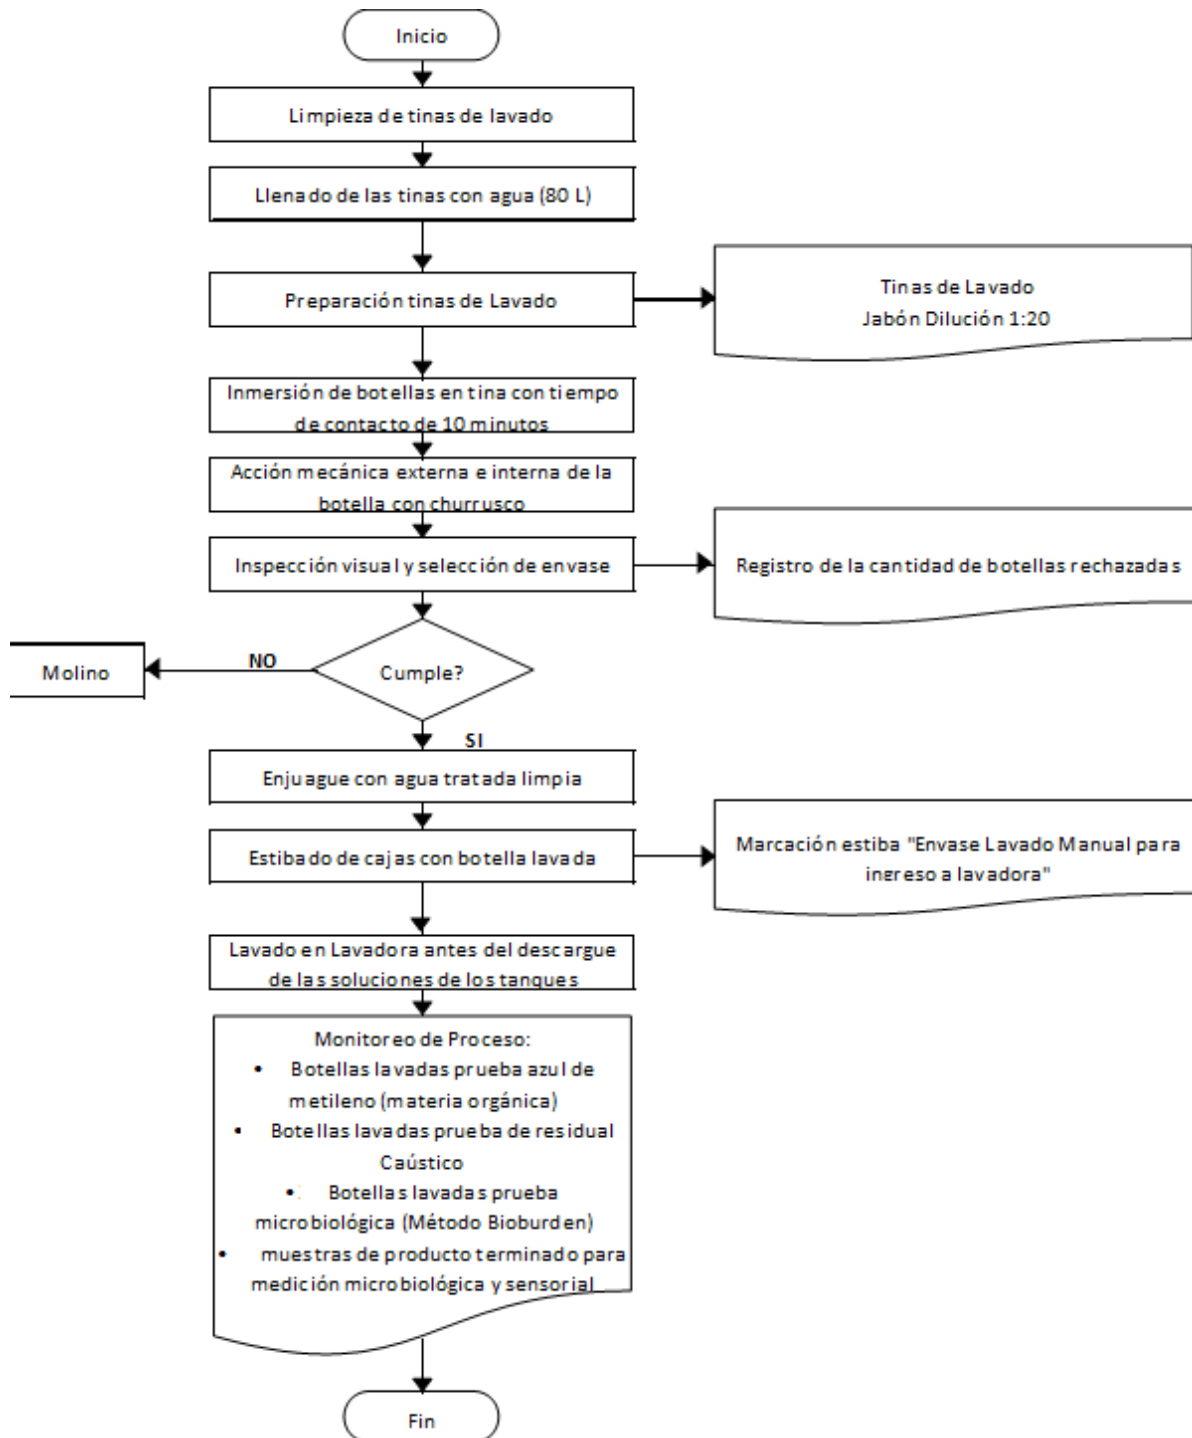 Inicio
Limpieza de tinas de lavado
Llenado de las tinas con agua (80 L)
Preparación tinas de Lavado
Tinas de Lavado
Jabón Dilución 1:20
Inmersión de botellas en tina con tiempo
de contacto de 10 minutos
Acción mecánica externa e interna de la
botella con churrusco
Inspección visual y selección de envase
Registro de la cantidad de botellas rechazadas
Cumple?
NO
Molino
SI
Enjuague con agua tratada limpia
Estibado de cajas con botella lavada
Marcación estiba "Envase Lavado Manual para
ingreso a lavadora"
Lavado en Lavadora antes del descargue
de las soluciones de los tanques
Monitoreo de Proceso:
• Botellas lavadas prueba azul de
metileno (materia orgánica)
• Botellas lavadas prueba de residual
Caústico
• Botellas lavadas prueba
microbiológica (Método Bioburden)
• muestras de producto terminado para
medición microbiológica y sensorial
Fin